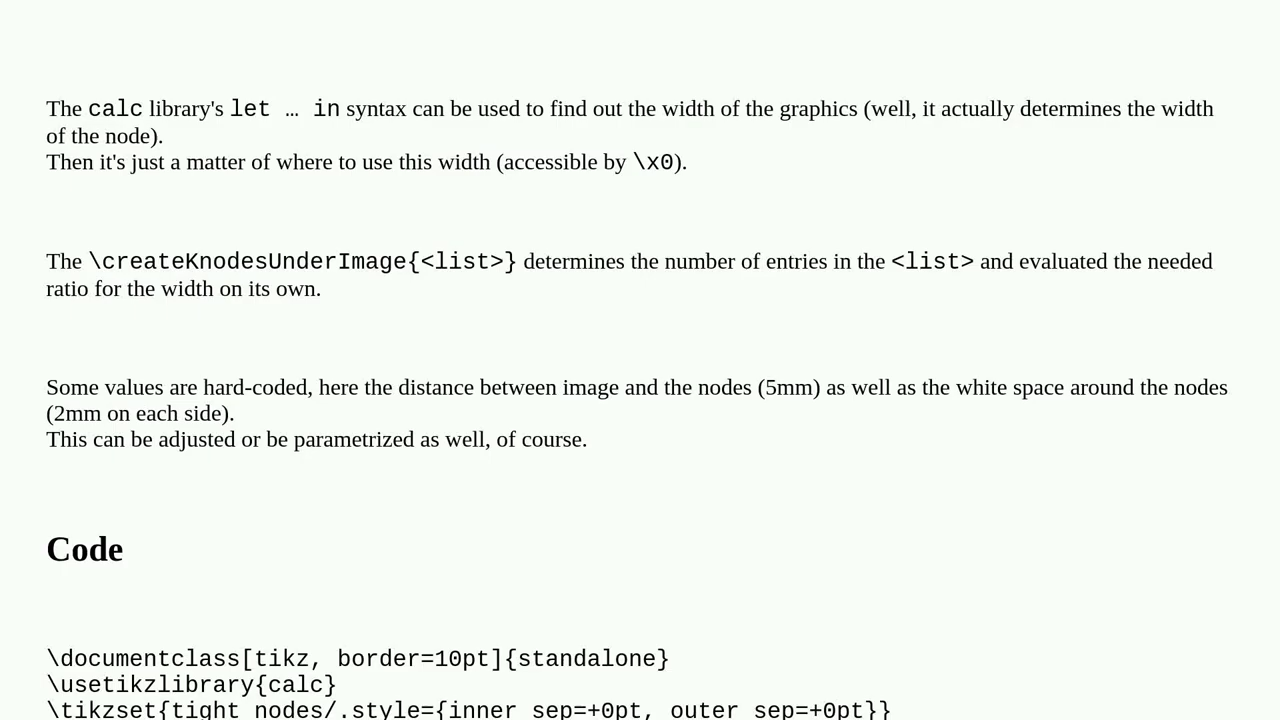 The calc library's let … in syntax can be used to find out the width of the graphics (well, it actually determines the width
of the node).
Then it's just a matter of where to use this width (accessible by \x0).
The \createKnodesUnderImage{<list>} determines the number of entries in the <list> and evaluated the needed
ratio for the width on its own.
Some values are hard-coded, here the distance between image and the nodes (5mm) as well as the white space around the nodes
(2mm on each side).
This can be adjusted or be parametrized as well, of course.
Code
\documentclass[tikz, border=10pt]{standalone}
\usetikzlibrary{calc}
\tikzset{tight nodes/.style={inner sep=+0pt, outer sep=+0pt}}